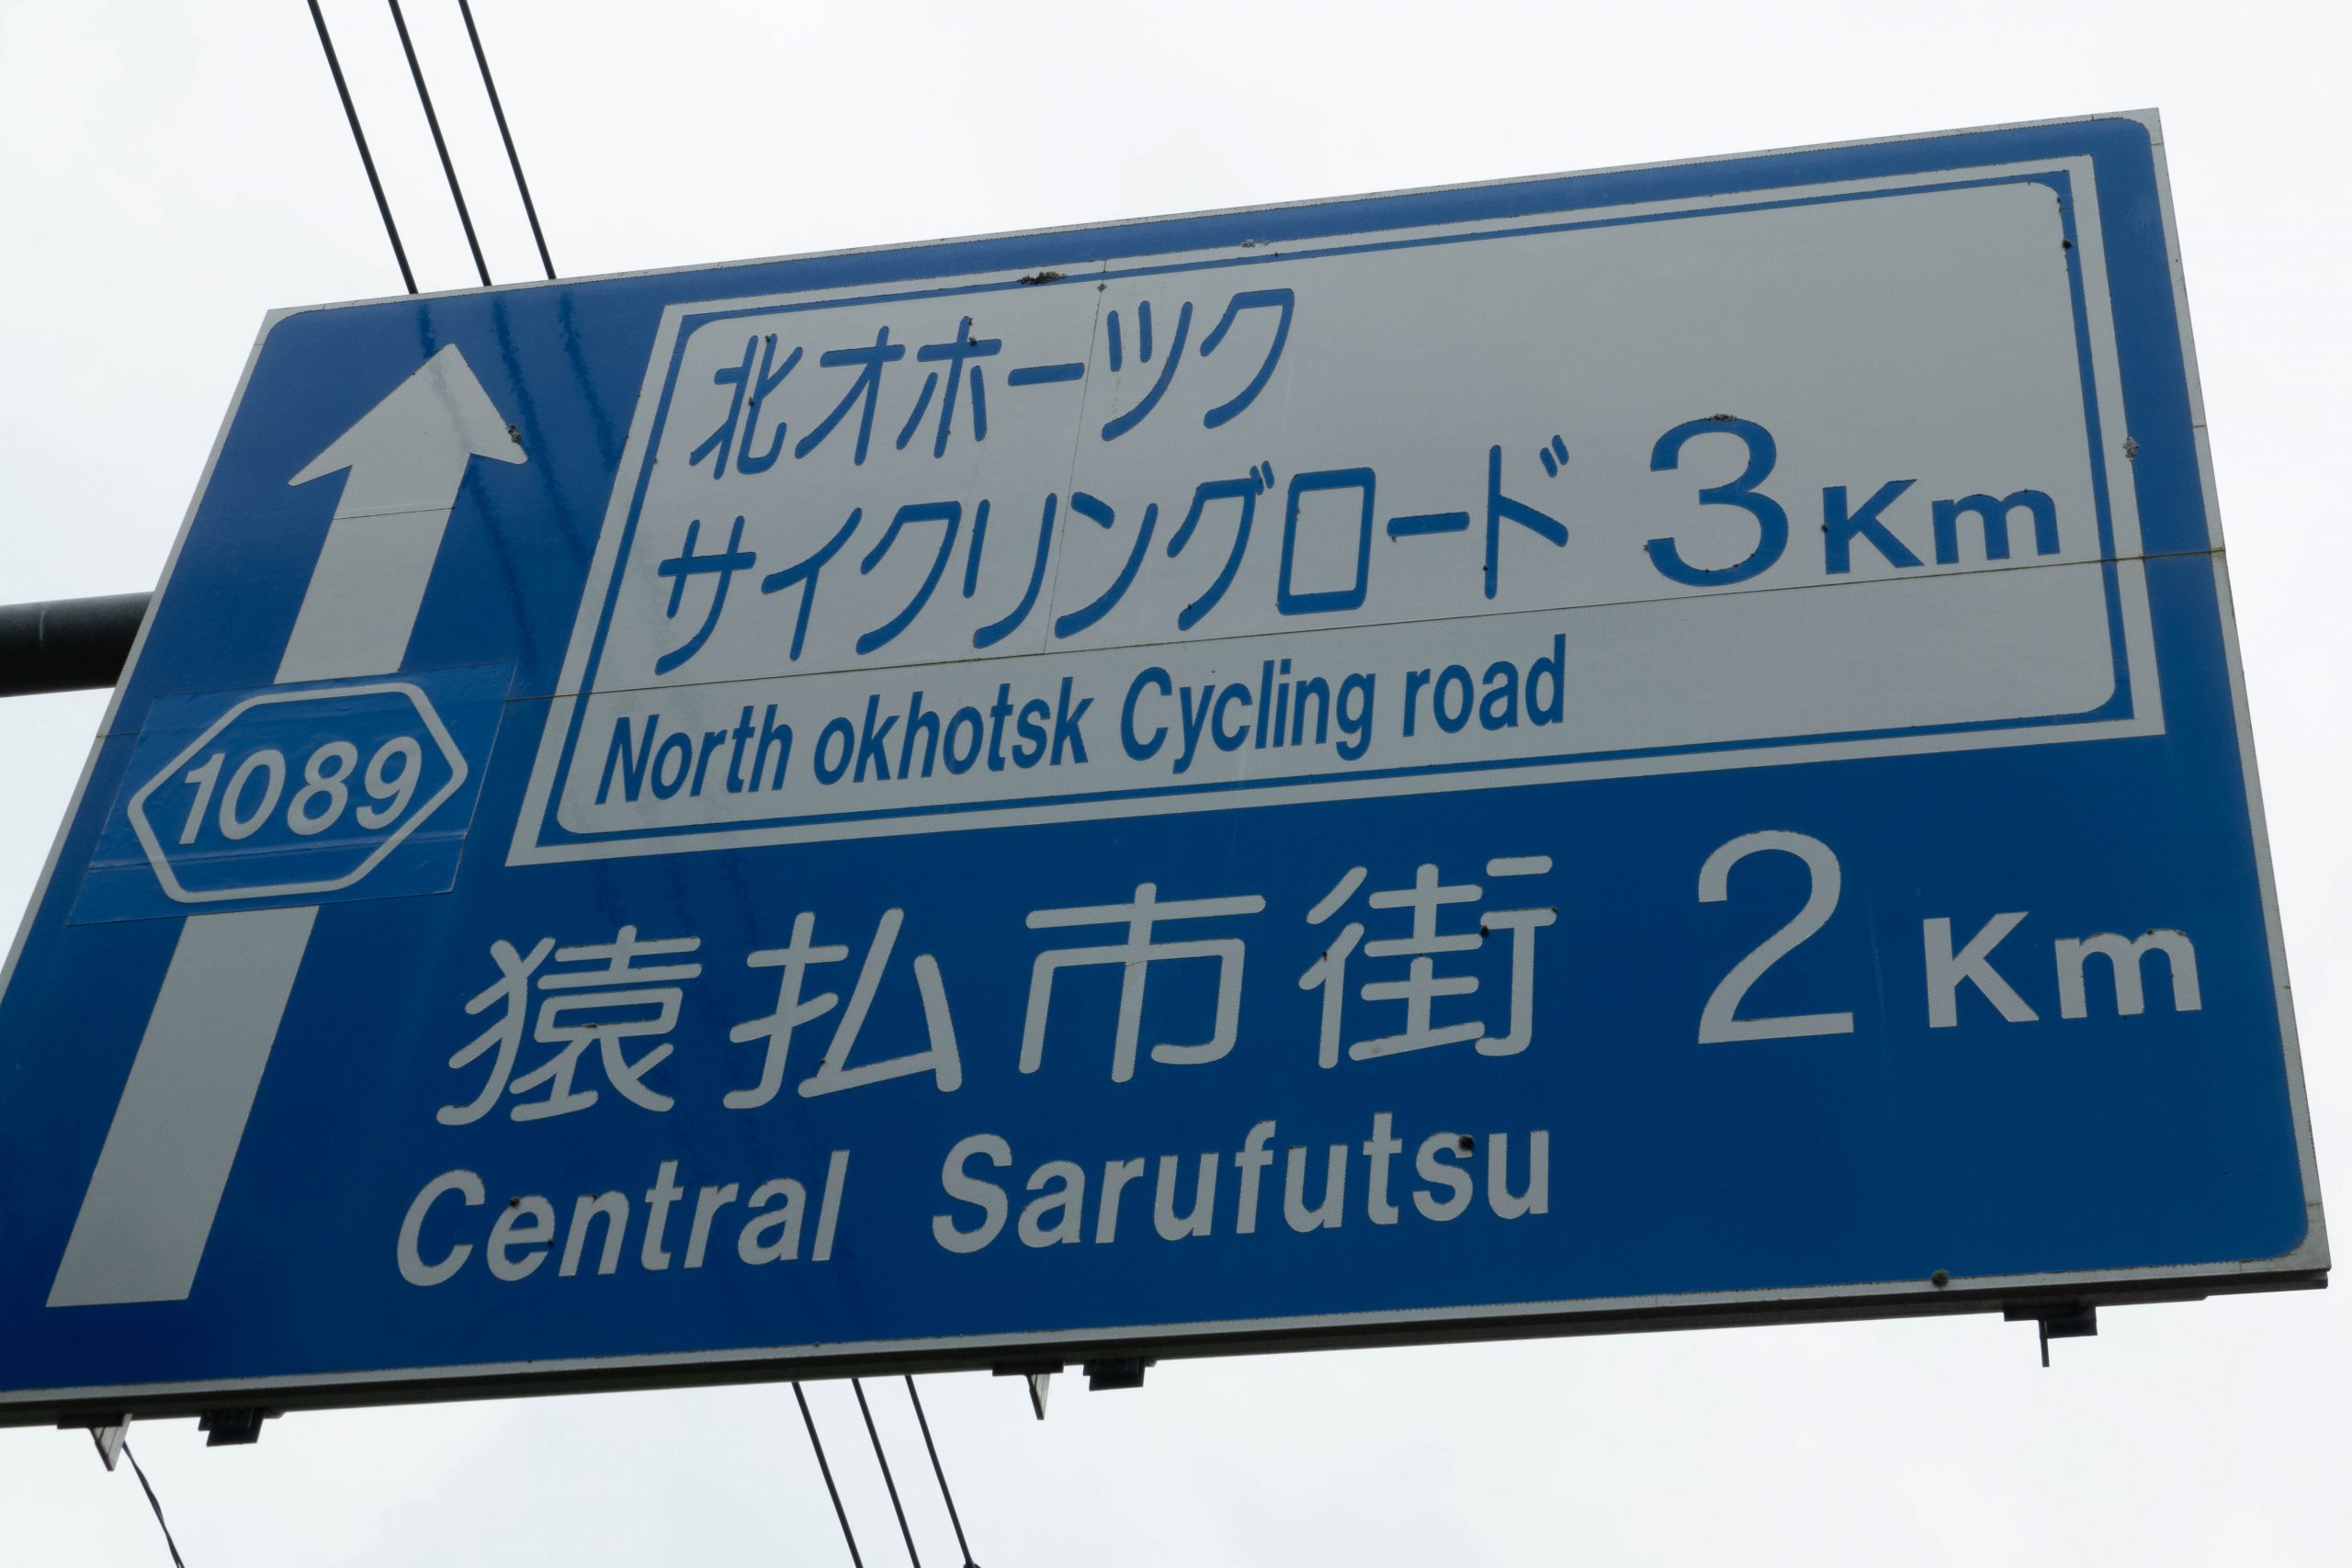 北オホーツク
サイクリングロード 3Km
North okhotsk Cycling road
1089
猿払市街 2Km
Central Sarufutsu